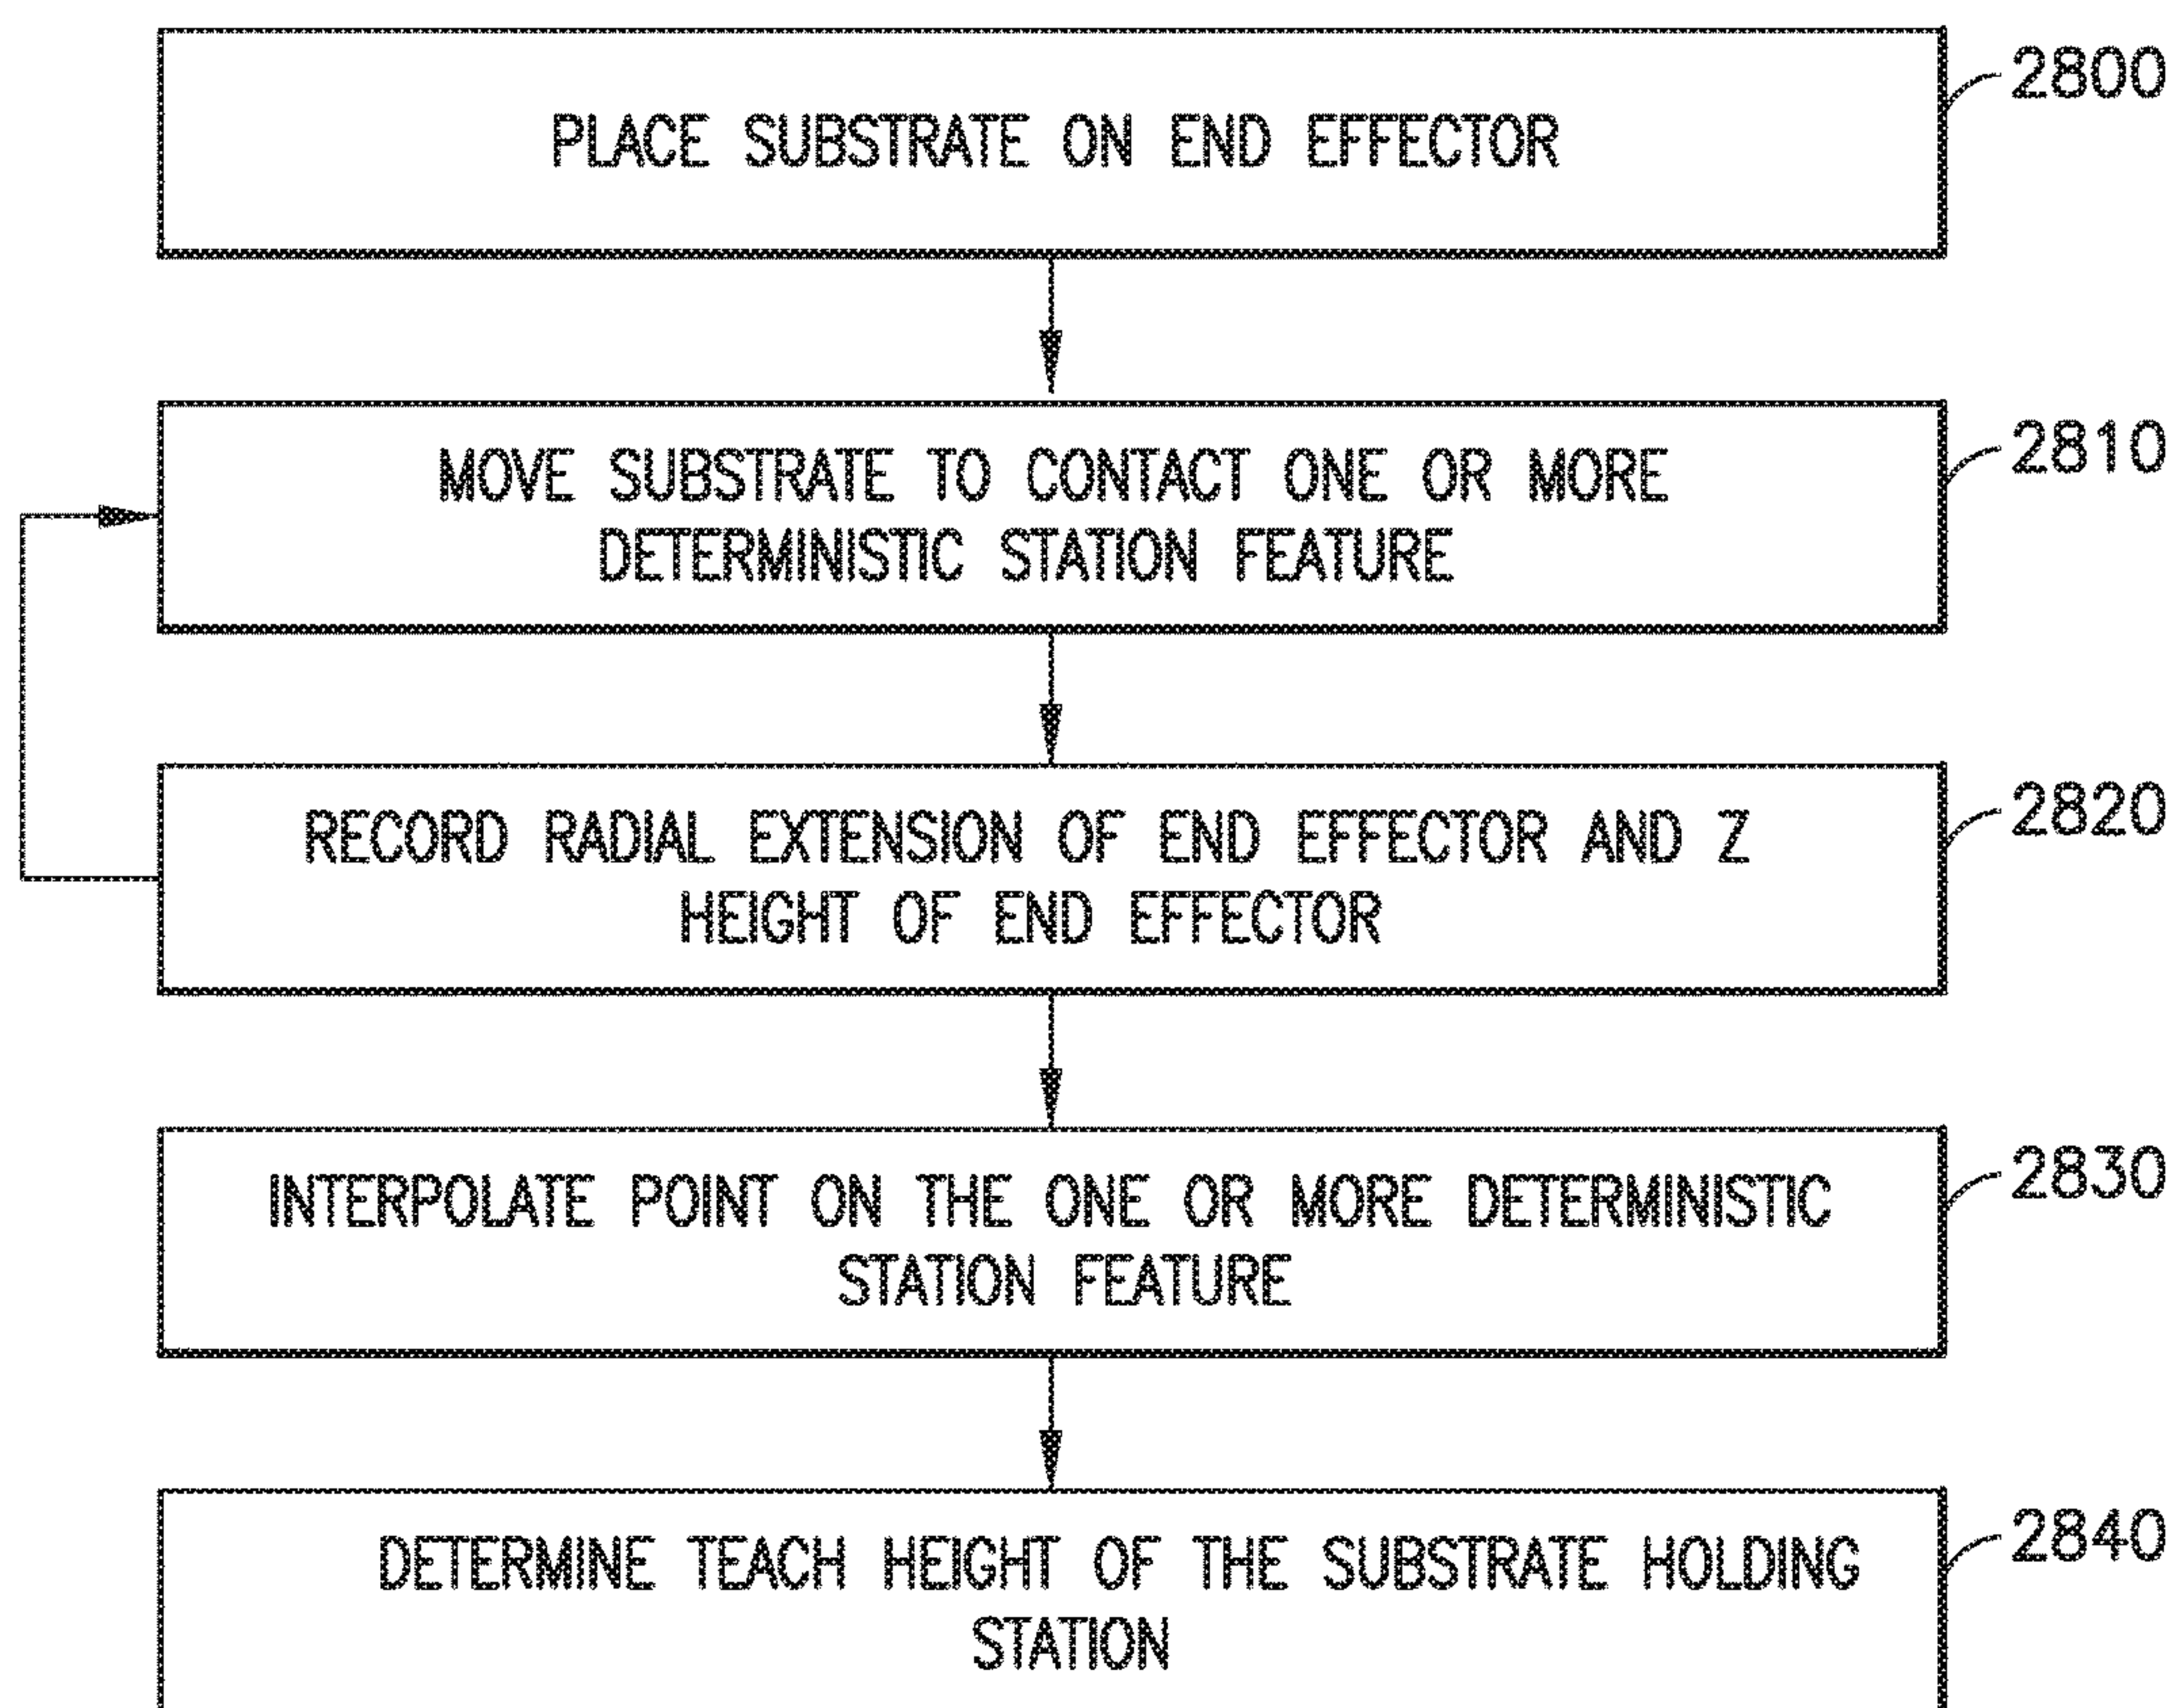 PLACE SUBSTRATE ON END EFFECTOR
2800
MOVE SUBSTRATE TO CONTACT ONE OR MORE
DETERMINISTIC STATION FEATURE
2810
RECORD RADIAL EXTENSION OF END EFFECTOR AND Z
HEIGHT OF END EFFECTOR
2820
INTERPOLATE POINT ON THE ONE OR MORE DETERMINISTIC
STATION FEATURE
2830
DETERMINE TEACH HEIGHT OF THE SUBSTRATE HOLDING
STATION
2840